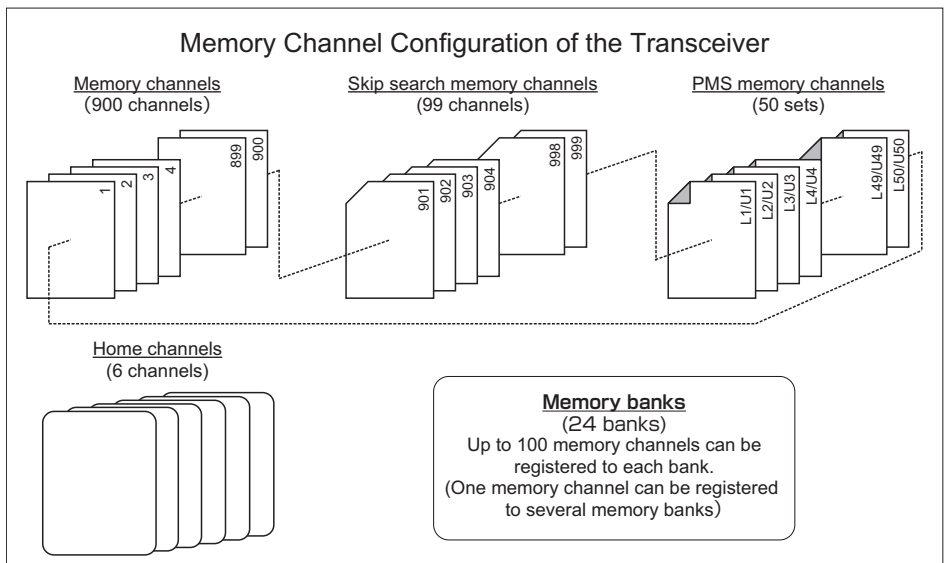 Memory Channel Configuration of the Transceiver
Memory channels
(900 channels)
1
2
3
4
899
900
Skip search memory channels
(99 channels)
901
902
903
904
998
999
PMS memory channels
(50 sets)
L1/U1
L2/U2
L3/U3
L4/U4
L49/U49
L50/U50
Home channels
(6 channels)
Memory banks
(24 banks)
Up to 100 memory channels can be
registered to each bank.
(One memory channel can be registered
to several memory banks)